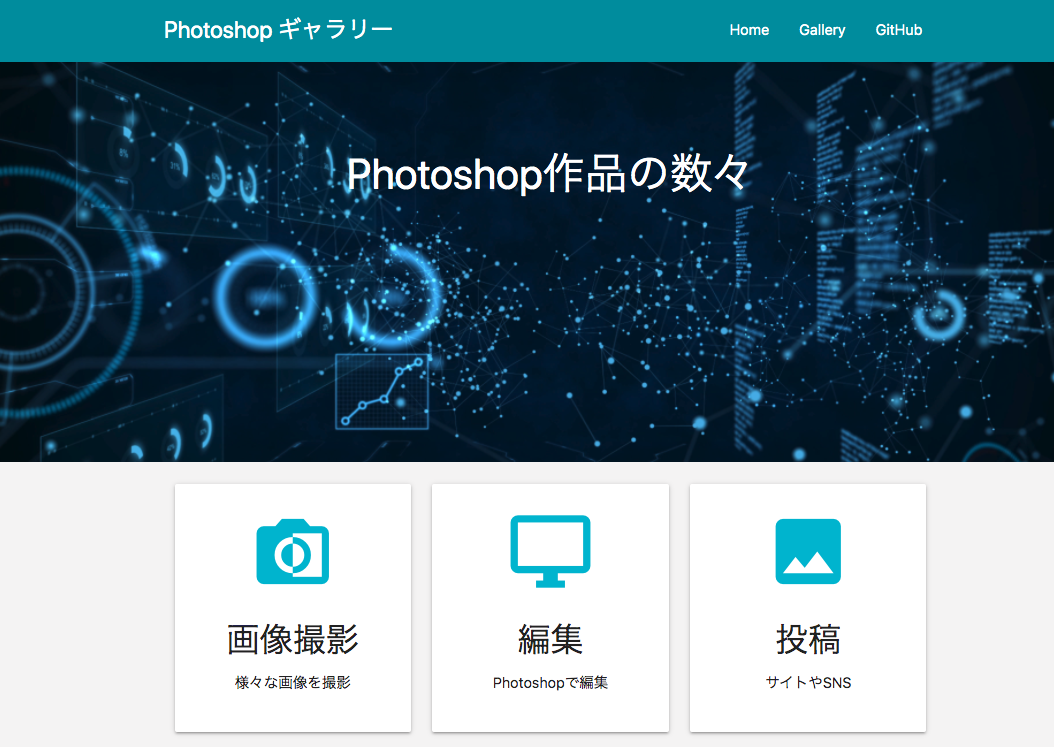 Photoshop ギャラリー
Home Gallery GitHub
Photoshop作品の数々
画像撮影
様々な画像を撮影
編集
Photoshopで編集
投稿
サイトやSNS